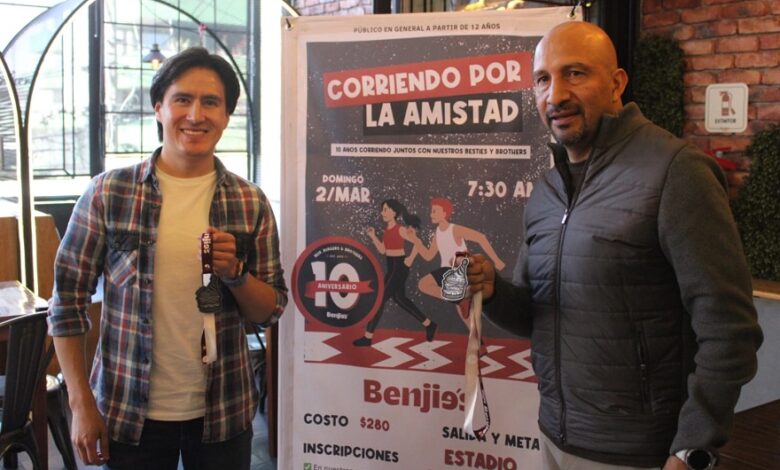 PÚBLICO EN GENERAL A PARTIR DE 12 AÑOS
CORRIENDO POR
LA AMISTAD
10 AÑOS CORRIENDO JUNTOS CON NUESTROS BESTIES Y BROTHERS
DOMINGO
2/MAR
7:30 AM
10
ANIVERSARIO
Benjie's
Benjie's
COSTO $280
SALIDA Y META
ESTADIO
INSCRIPCIONES
EXTINTOR